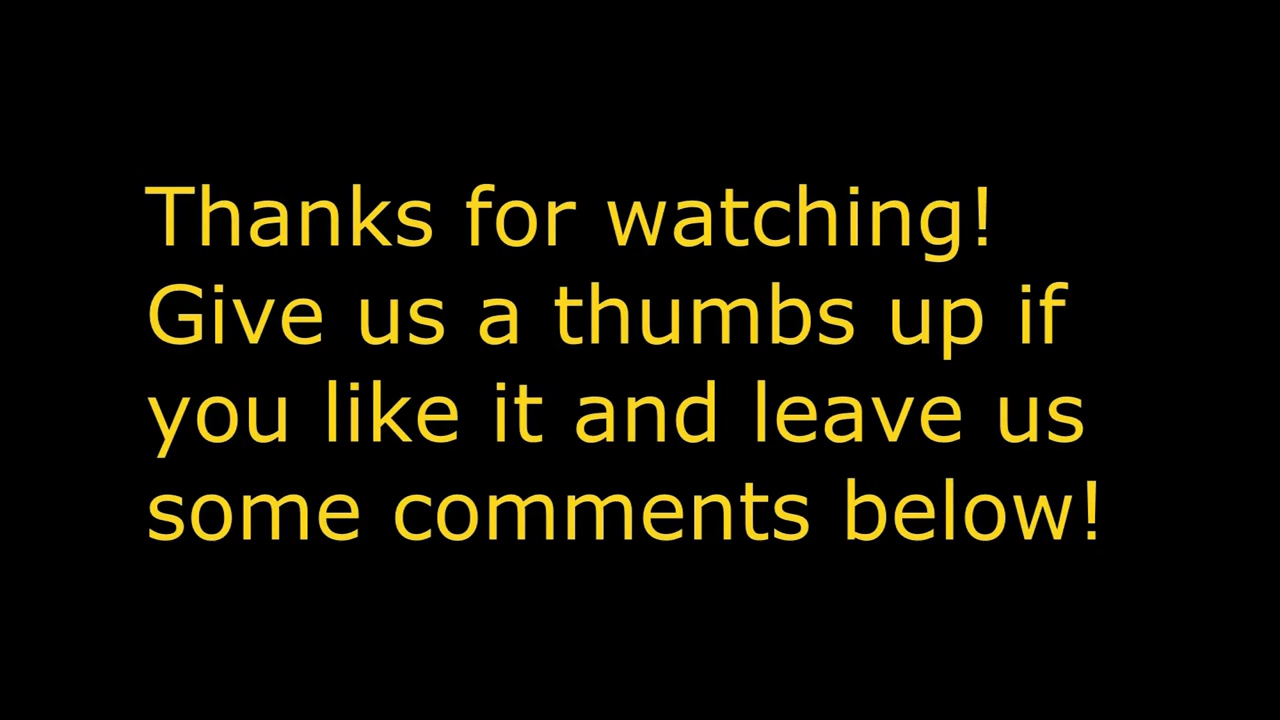 Thanks for watching!
Give us a thumbs up if
you like it and leave us
some comments below!